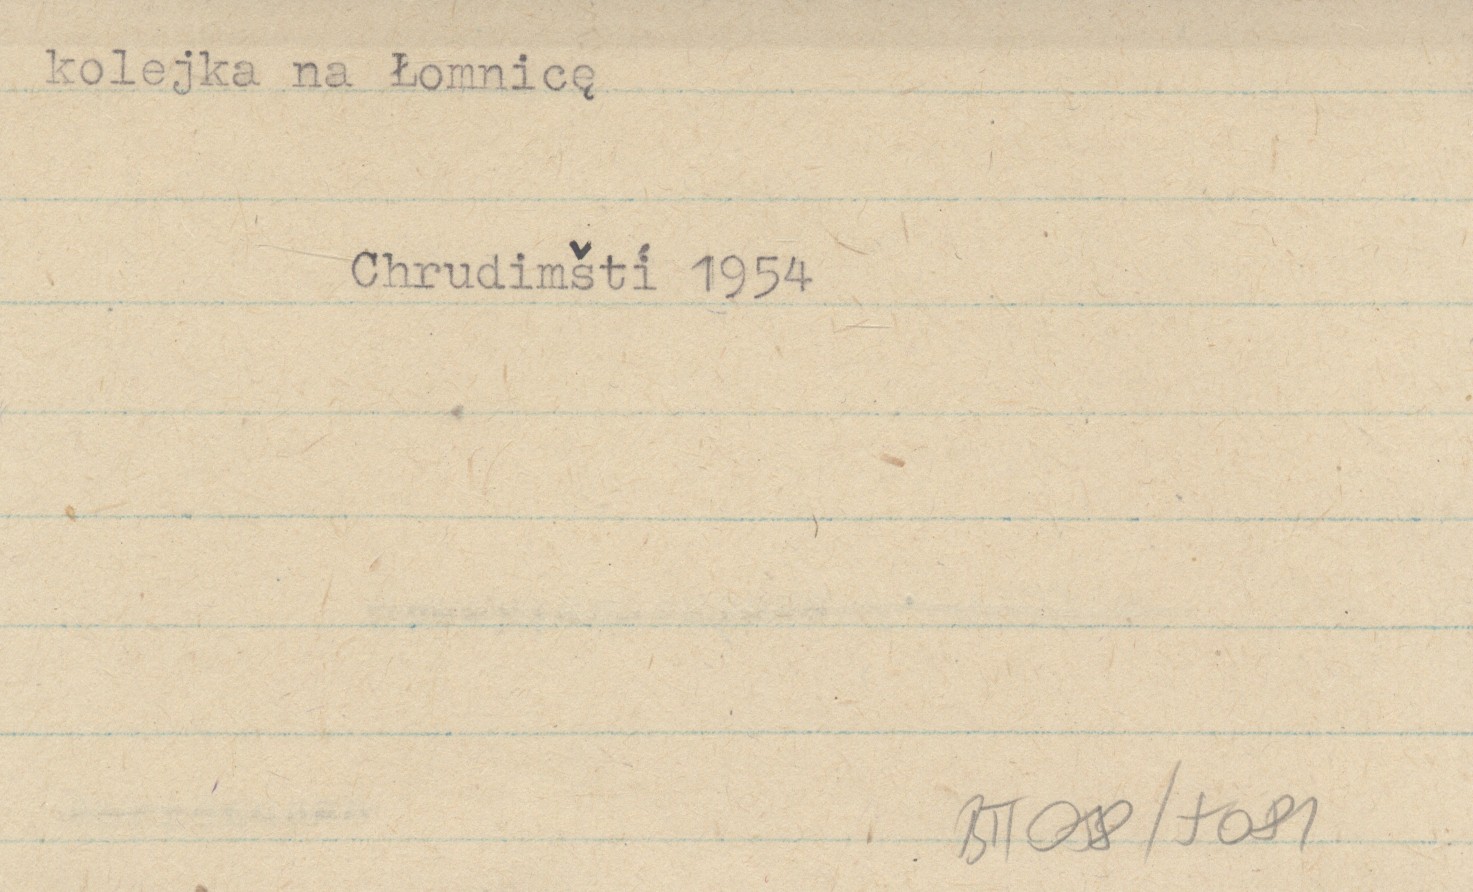 kolejka na Łomnicę
Chrudimští 1954